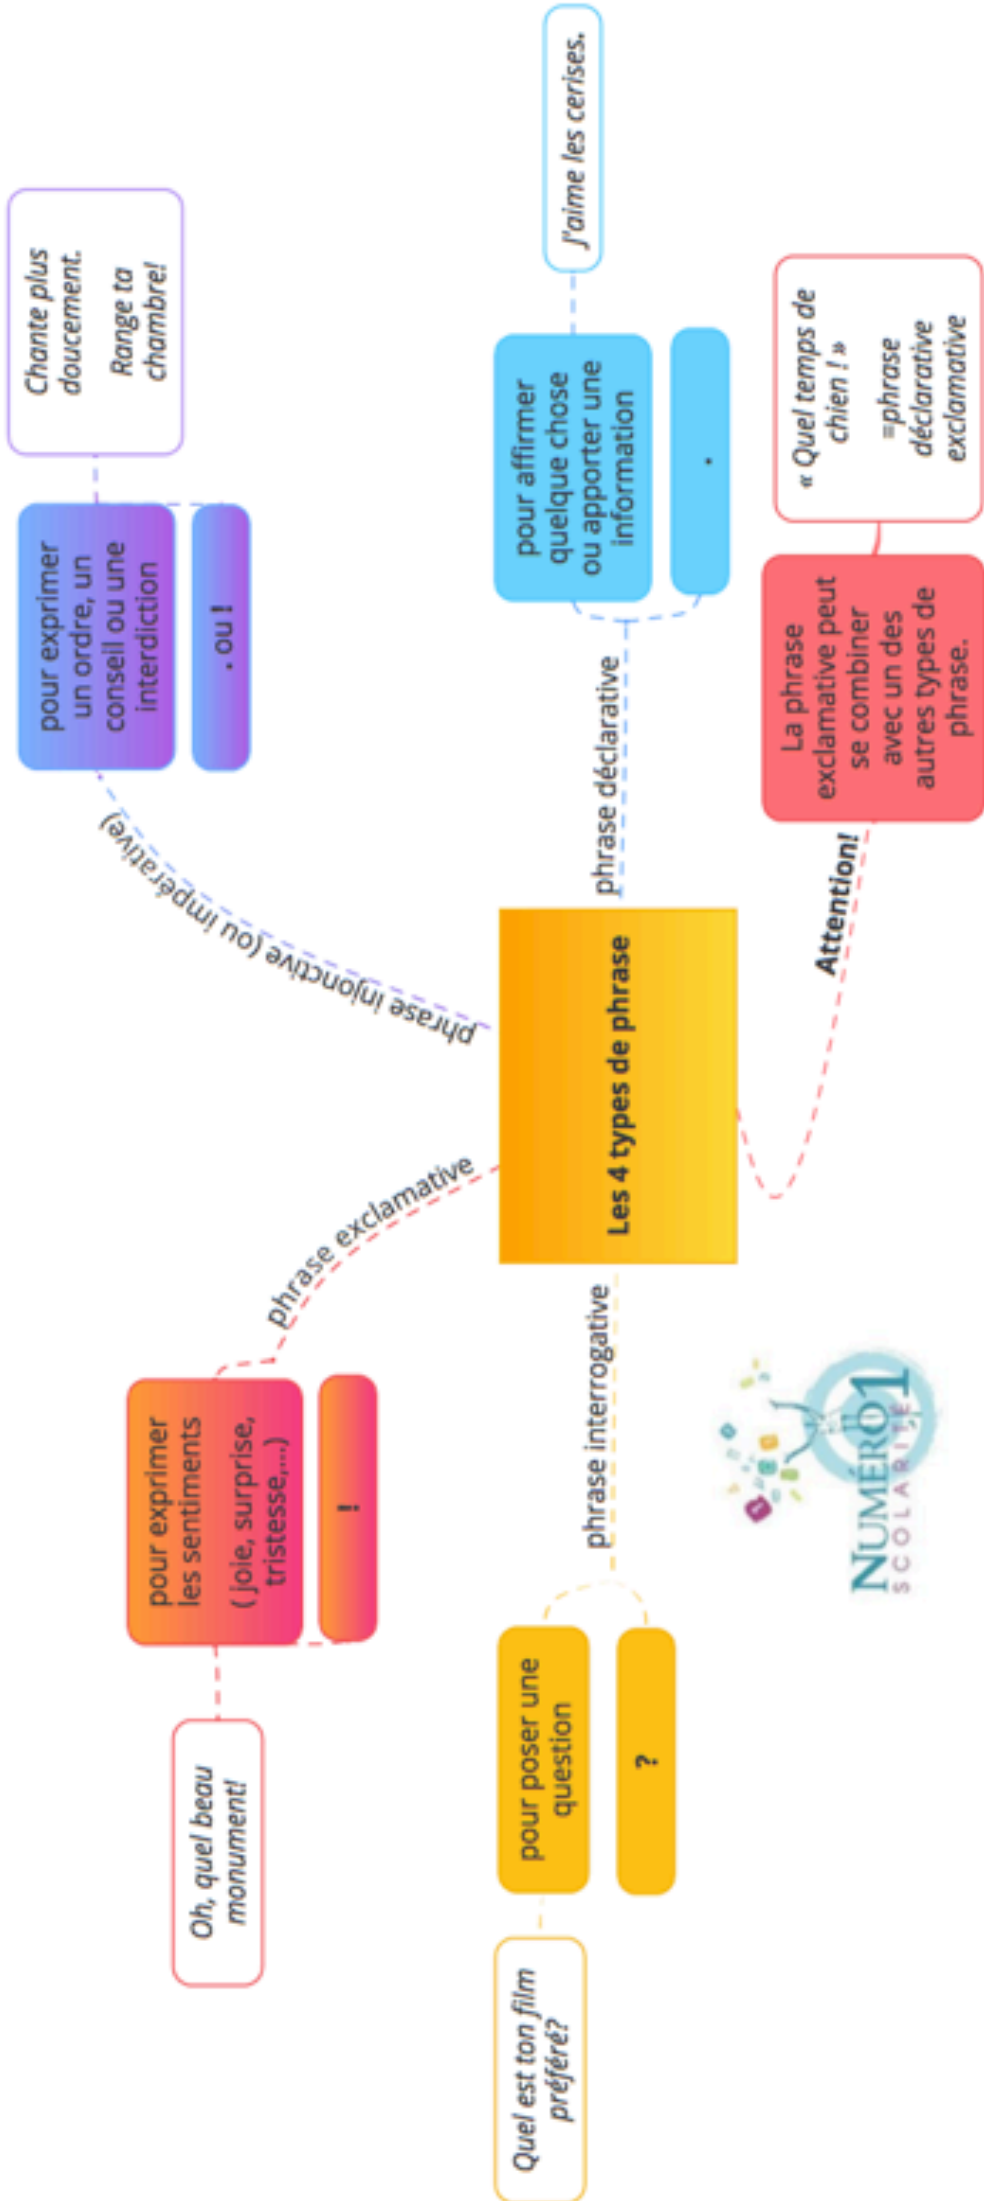 Les 4 types de phrase
phrase exclamative
pour exprimer
les sentiments
(joie, surprise,
tristesse,...)
!
Oh, quel beau
monument!
phrase injonctive (ou impérative)
pour exprimer
un ordre, un
conseil ou une
interdiction
. ou !
Chante plus
doucement.
Range ta
chambre!
phrase interrogative
pour poser une
question
?
Quel est ton film
préféré?
phrase déclarative
pour affirmer
quelque chose
ou apporter une
information
.
J'aime les cerises.
Attention!
La phrase
exclamative peut
se combiner
avec un des
autres types de
phrase.
« Quel temps de
chien ! »
=phrase
déclarative
exclamative
NUMÉRO1
SCOLARITÉ